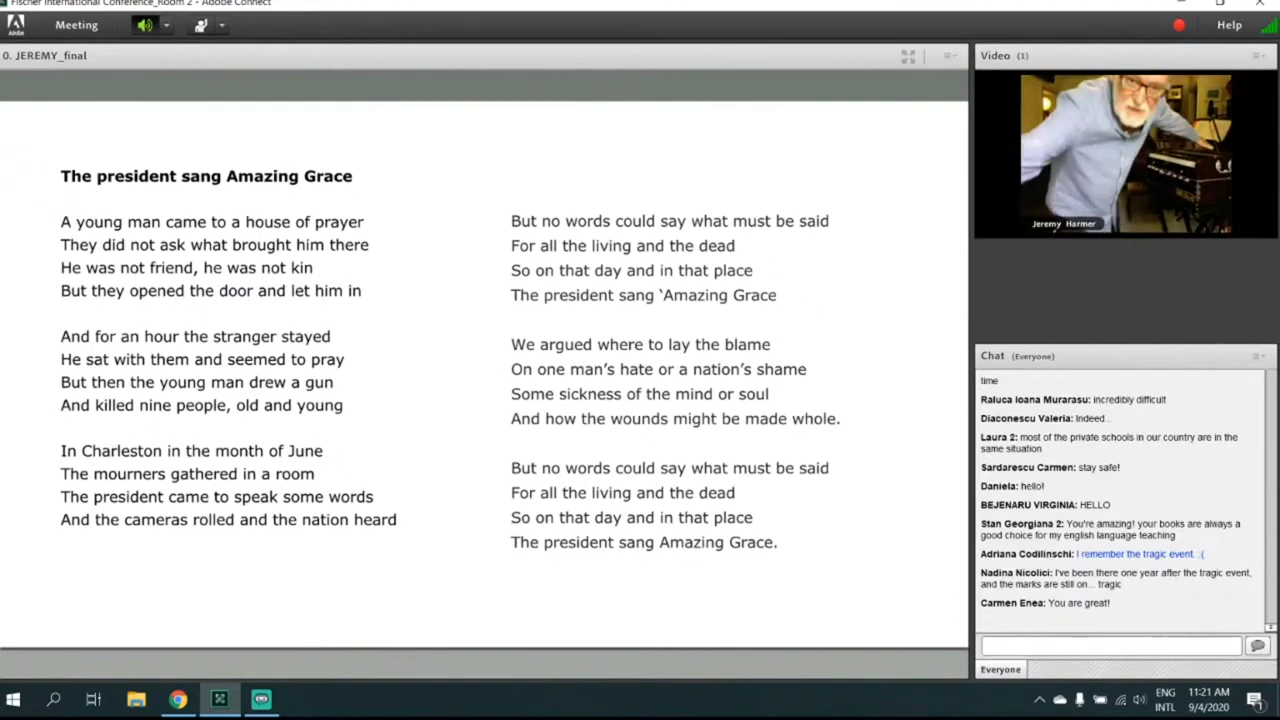 Fischer International Conference_Room 2 - Adobe Connect
Adobe
Meeting
Help
0. JEREMY_final
The president sang Amazing Grace
A young man came to a house of prayer
They did not ask what brought him there
He was not friend, he was not kin
But they opened the door and let him in
And for an hour the stranger stayed
He sat with them and seemed to pray
But then the young man drew a gun
And killed nine people, old and young
In Charleston in the month of June
The mourners gathered in a room
The president came to speak some words
And the cameras rolled and the nation heard
But no words could say what must be said
For all the living and the dead
So on that day and in that place
The president sang ‘Amazing Grace
We argued where to lay the blame
On one man’s hate or a nation’s shame
Some sickness of the mind or soul
And how the wounds might be made whole.
But no words could say what must be said
For all the living and the dead
So on that day and in that place
The president sang Amazing Grace.
Video (1)
Jeremy Harmer
Chat (Everyone)
time
Raluca Ioana Murarasu: incredibly difficult
Diaconescu Valeria: Indeed...
Laura 2: most of the private schools in our country are in the
same situation
Sardarescu Carmen: stay safe!
Daniela: hello!
BEJENARU VIRGINIA: HELLO
Stan Georgiana 2: You're amazing! your books are always a
good choice for my english language teaching
Adriana Codilinschi: I remember the tragic event. :(
Nadina Nicolici: I've been there one year after the tragic event,
and the marks are still on... tragic
Carmen Enea: You are great!
Everyone
ENG
INTL
11:21 AM
9/4/2020
1